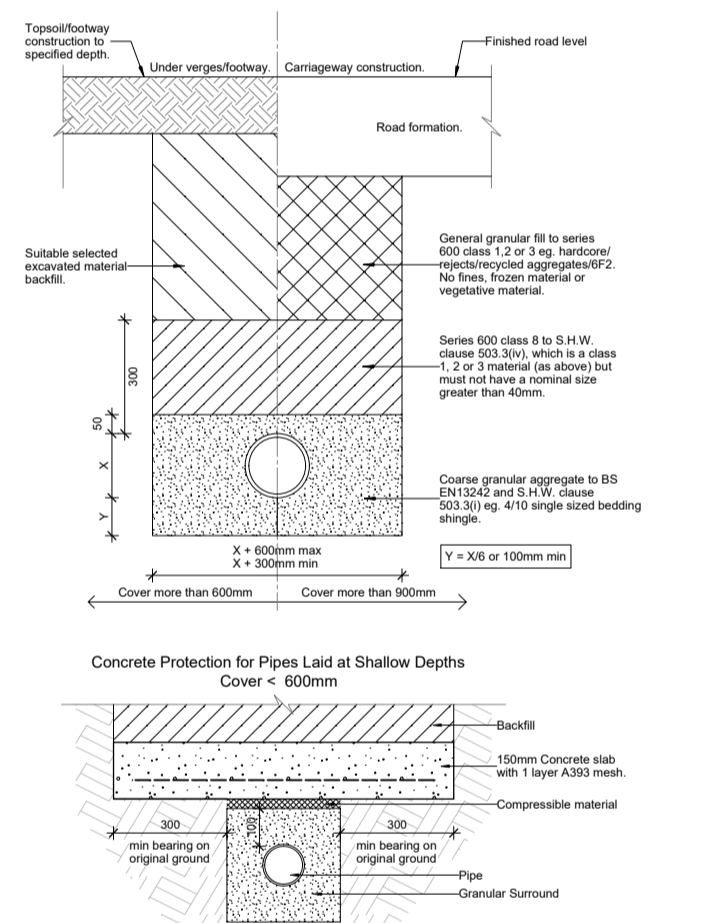 Topsoil/footway
construction to
specified depth.
Under verges/footway.
Carriageway construction.
Finished road level
Road formation.
Suitable selected
excavated material
backfill.
General granular fill to series
600 class 1,2 or 3 eg. hardcore/
rejects/recycled aggregates/6F2.
No fines, frozen material or
vegetative material.
300
Series 600 class 8 to S.H.W.
clause 503.3(iv), which is a class
1, 2 or 3 material (as above) but
must not have a nominal size
greater than 40mm.
50
X
Y
Coarse granular aggregate to BS
EN13242 and S.H.W. clause
503.3(i) eg. 4/10 single sized bedding
shingle.
X + 600mm max
X + 300mm min
Y = X/6 or 100mm min
Cover more than 600mm
Cover more than 900mm
Concrete Protection for Pipes Laid at Shallow Depths
Cover < 600mm
Backfill
150mm Concrete slab
with 1 layer A393 mesh.
Compressible material
300
min bearing on
original ground
100
300
min bearing on
original ground
Pipe
Granular Surround